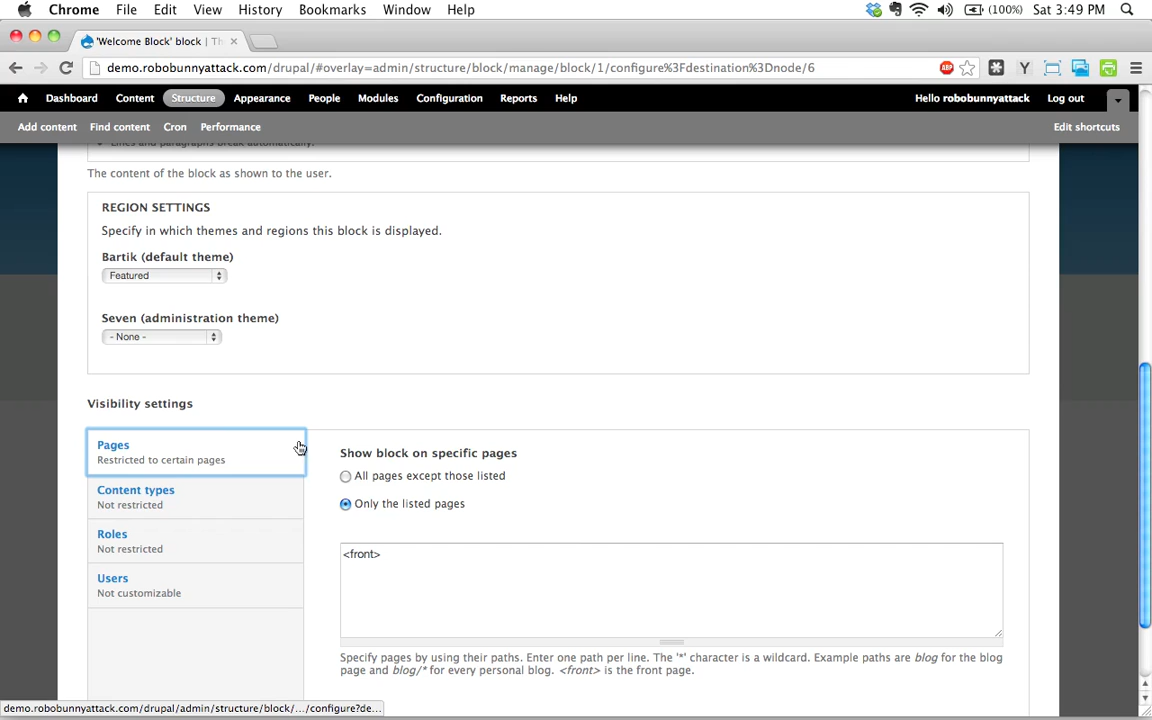 Chrome File Edit View History Bookmarks Window Help (100%) Sat 3:49 PM
'Welcome Block' block | Th
demo.robobunnyattack.com/drupal/#overlay=admin/structure/block/manage/block/1/configure%3Fdestination%3Dnode/6 ABP Y
Dashboard Content Structure Appearance People Modules Configuration Reports Help Hello robobunnyattack Log out
Add content Find content Cron Performance Edit shortcuts
Lines and paragraphs break automatically.
The content of the block as shown to the user.
REGION SETTINGS
Specify in which themes and regions this block is displayed.
Bartik (default theme)
Featured
Seven (administration theme)
- None -
Visibility settings
Pages
Restricted to certain pages
Content types
Not restricted
Roles
Not restricted
Users
Not customizable
Show block on specific pages
All pages except those listed
Only the listed pages
<front>
Specify pages by using their paths. Enter one path per line. The '*' character is a wildcard. Example paths are blog for the blog
page and blog/* for every personal blog. <front> is the front page.
demo.robobunnyattack.com/drupal/admin/structure/block/.../configure?de...